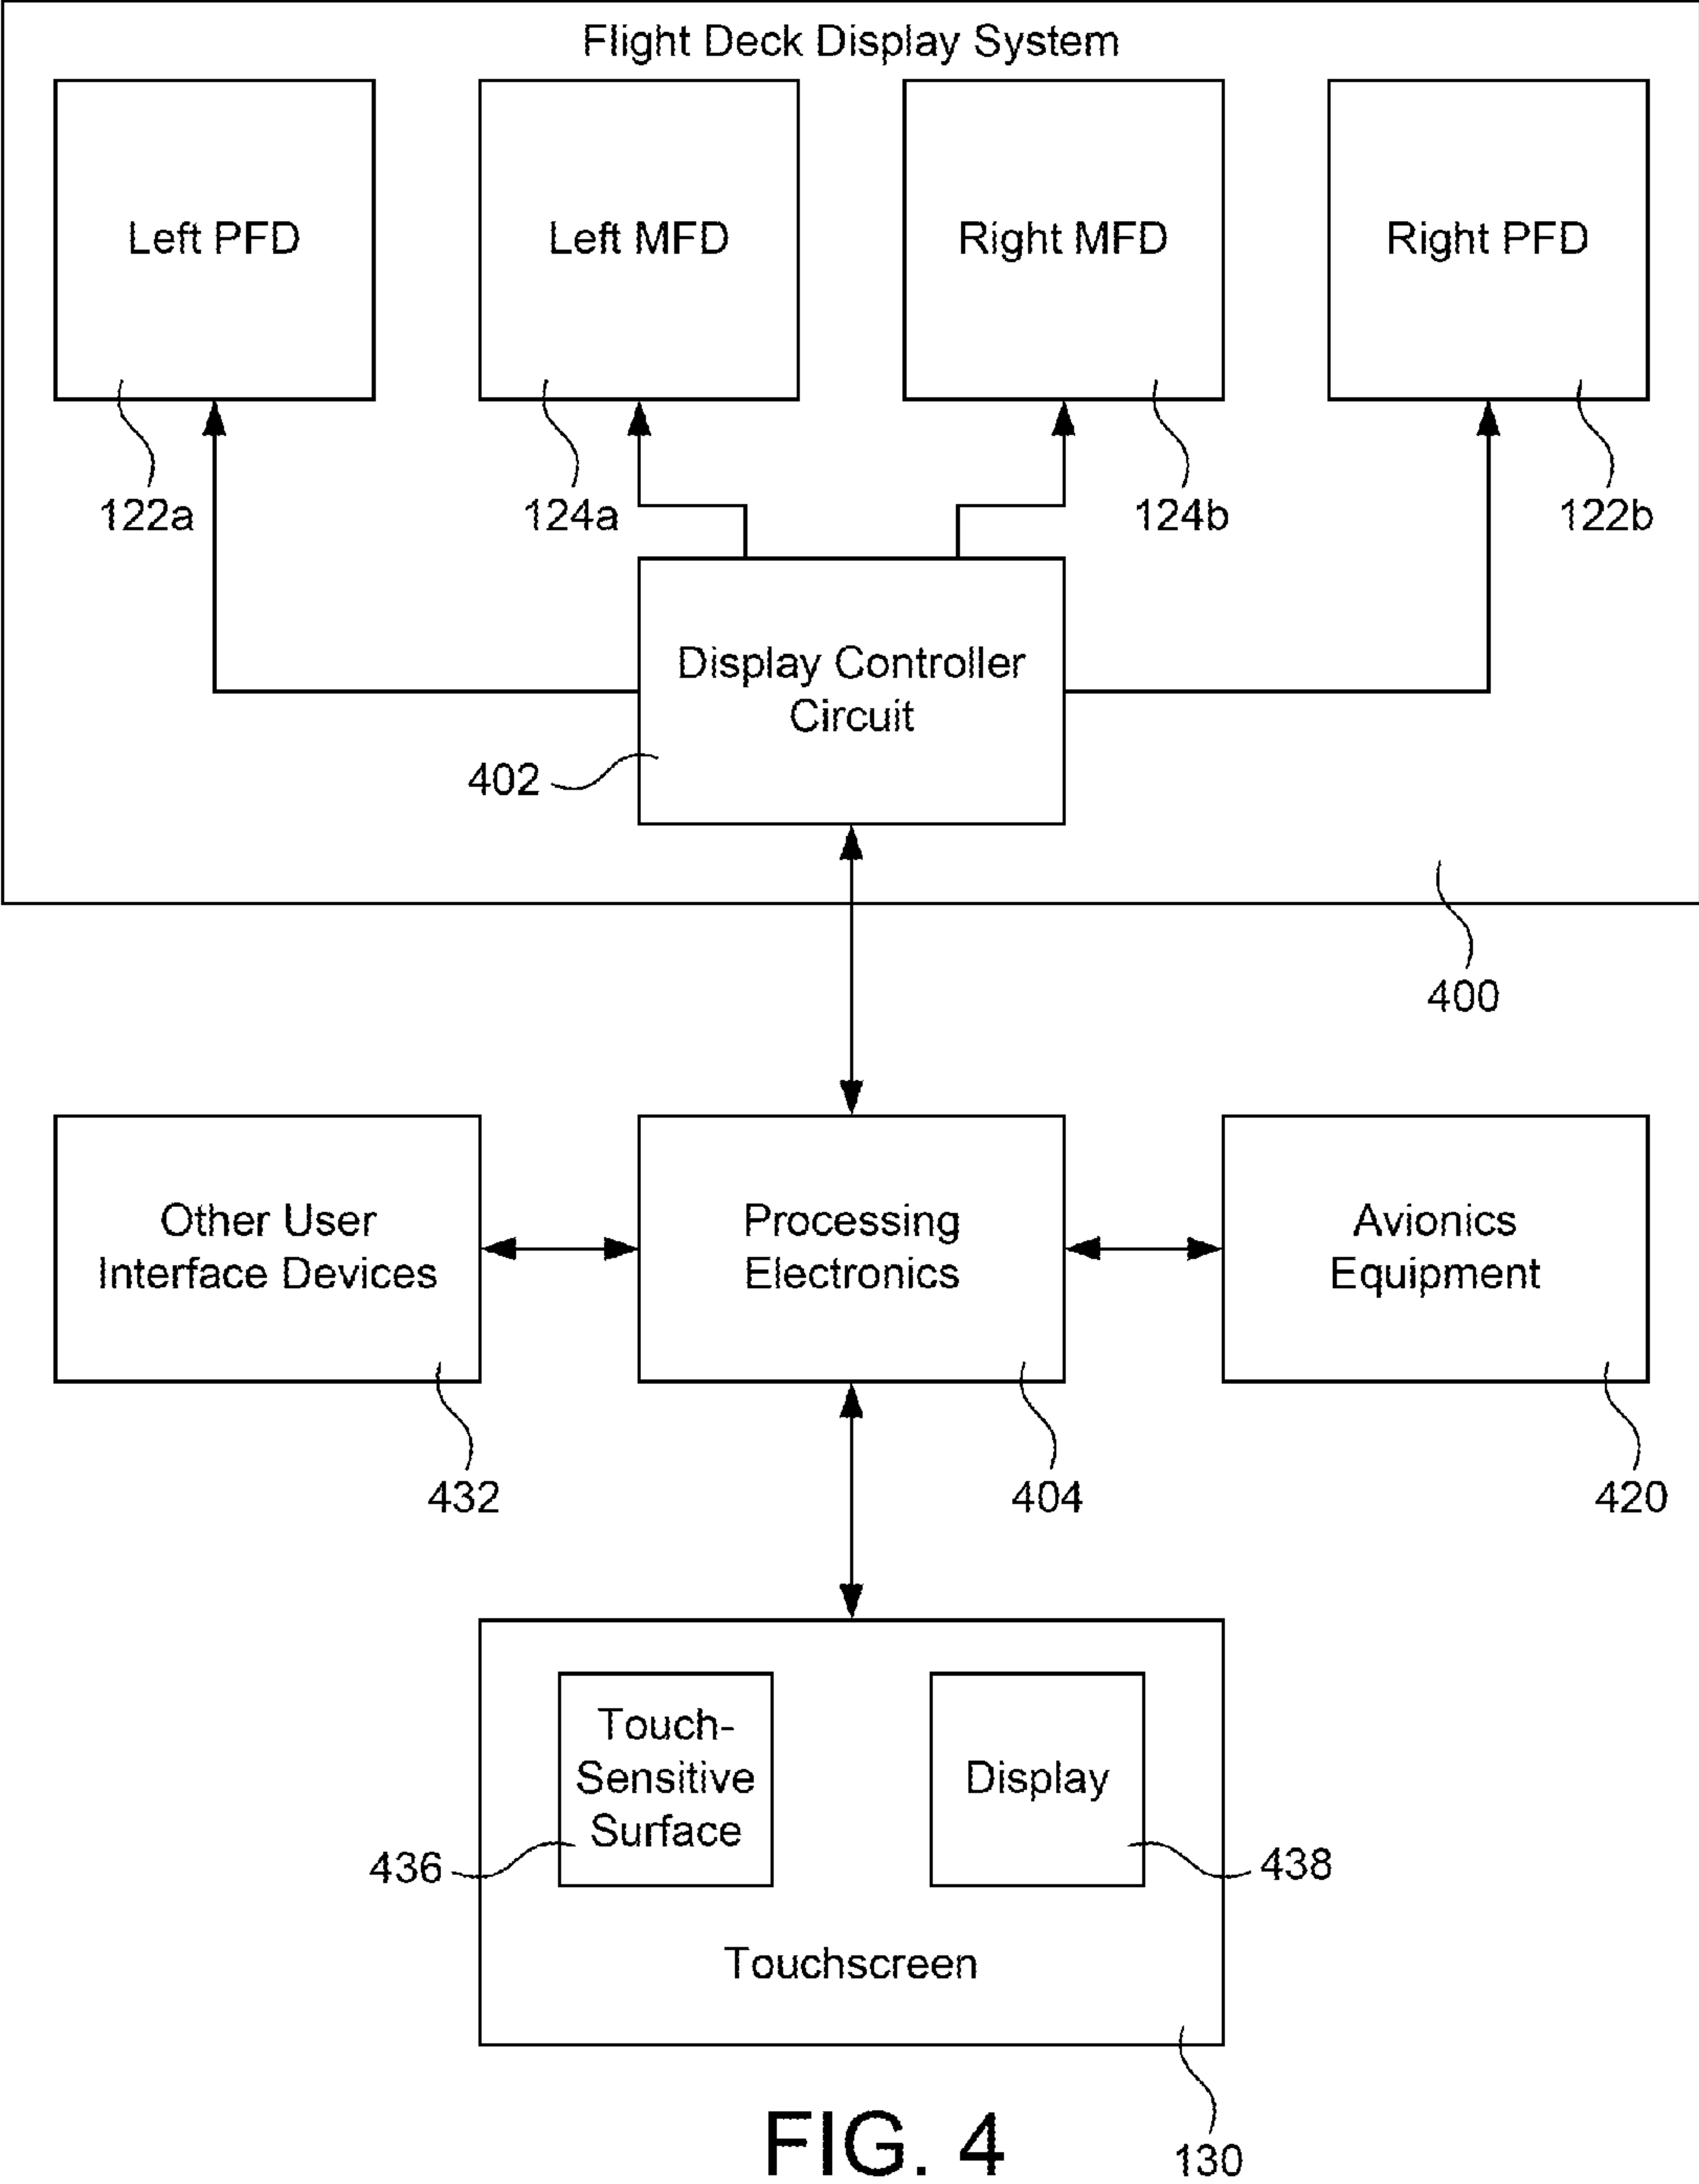 Flight Deck Display System
Left PFD
Left MFD
Right MFD
Right PFD
122a
124a
124b
122b
Display Controller
Circuit
402
400
Other User
Interface Devices
Processing
Electronics
Avionics
Equipment
432
404
420
Touch-
Sensitive
Surface
Display
436
438
Touchscreen
FIG. 4
130